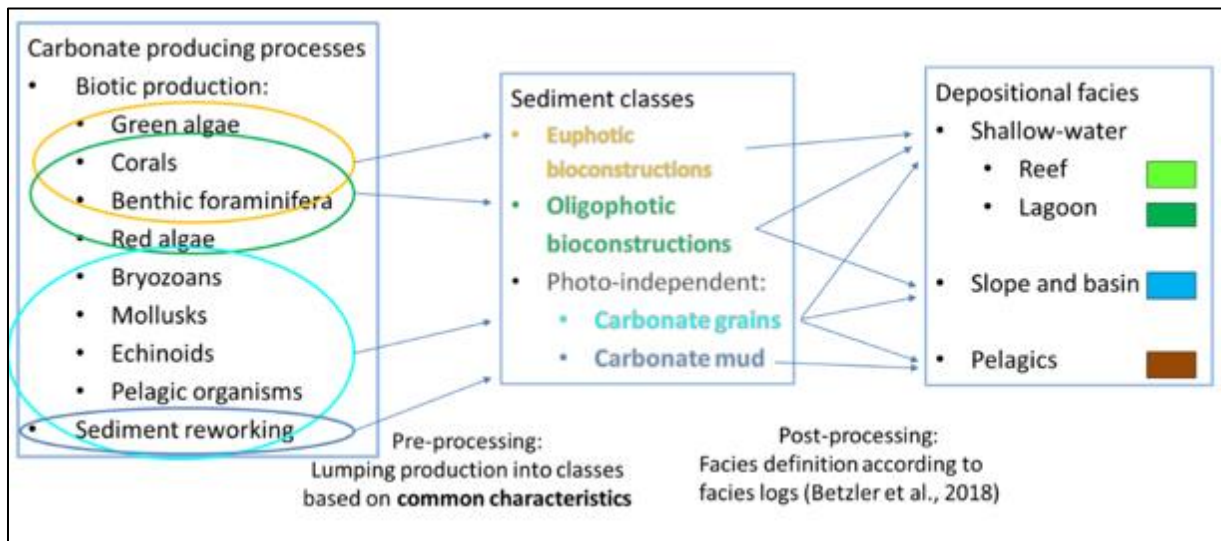 Carbonate producing processes
• Biotic production:
• Green algae
• Corals
• Benthic foraminifera
• Red algae
• Bryozoans
• Mollusks
• Echinoids
• Pelagic organisms
• Sediment reworking
Pre-processing:
Lumping production into classes
based on common characteristics
Sediment classes
• Euphotic
bioconstructions
• Oligophotic
bioconstructions
• Photo-independent:
• Carbonate grains
• Carbonate mud
Post-processing:
Facies definition according to
facies logs (Betzler et al., 2018)
Depositional facies
• Shallow-water
• Reef
• Lagoon
• Slope and basin
• Pelagics